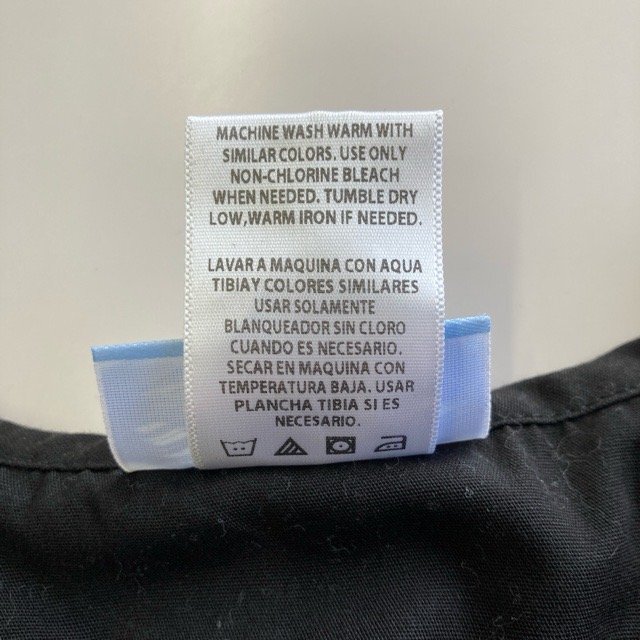 MACHINE WASH WARM WITH
SIMILAR COLORS. USE ONLY
NON-CHLORINE BLEACH
WHEN NEEDED. TUMBLE DRY
LOW,WARM IRON IF NEEDED.
LAVAR A MAQUINA CON AQUA
TIBIAY COLORES SIMILARES
USAR SOLAMENTE
BLANQUEADOR SIN CLORO
CUANDO ES NECESARIO.
SECAR EN MAQUINA CON
TEMPERATURA BAJA. USAR
PLANCHA TIBIA SI ES
NECESARIO.